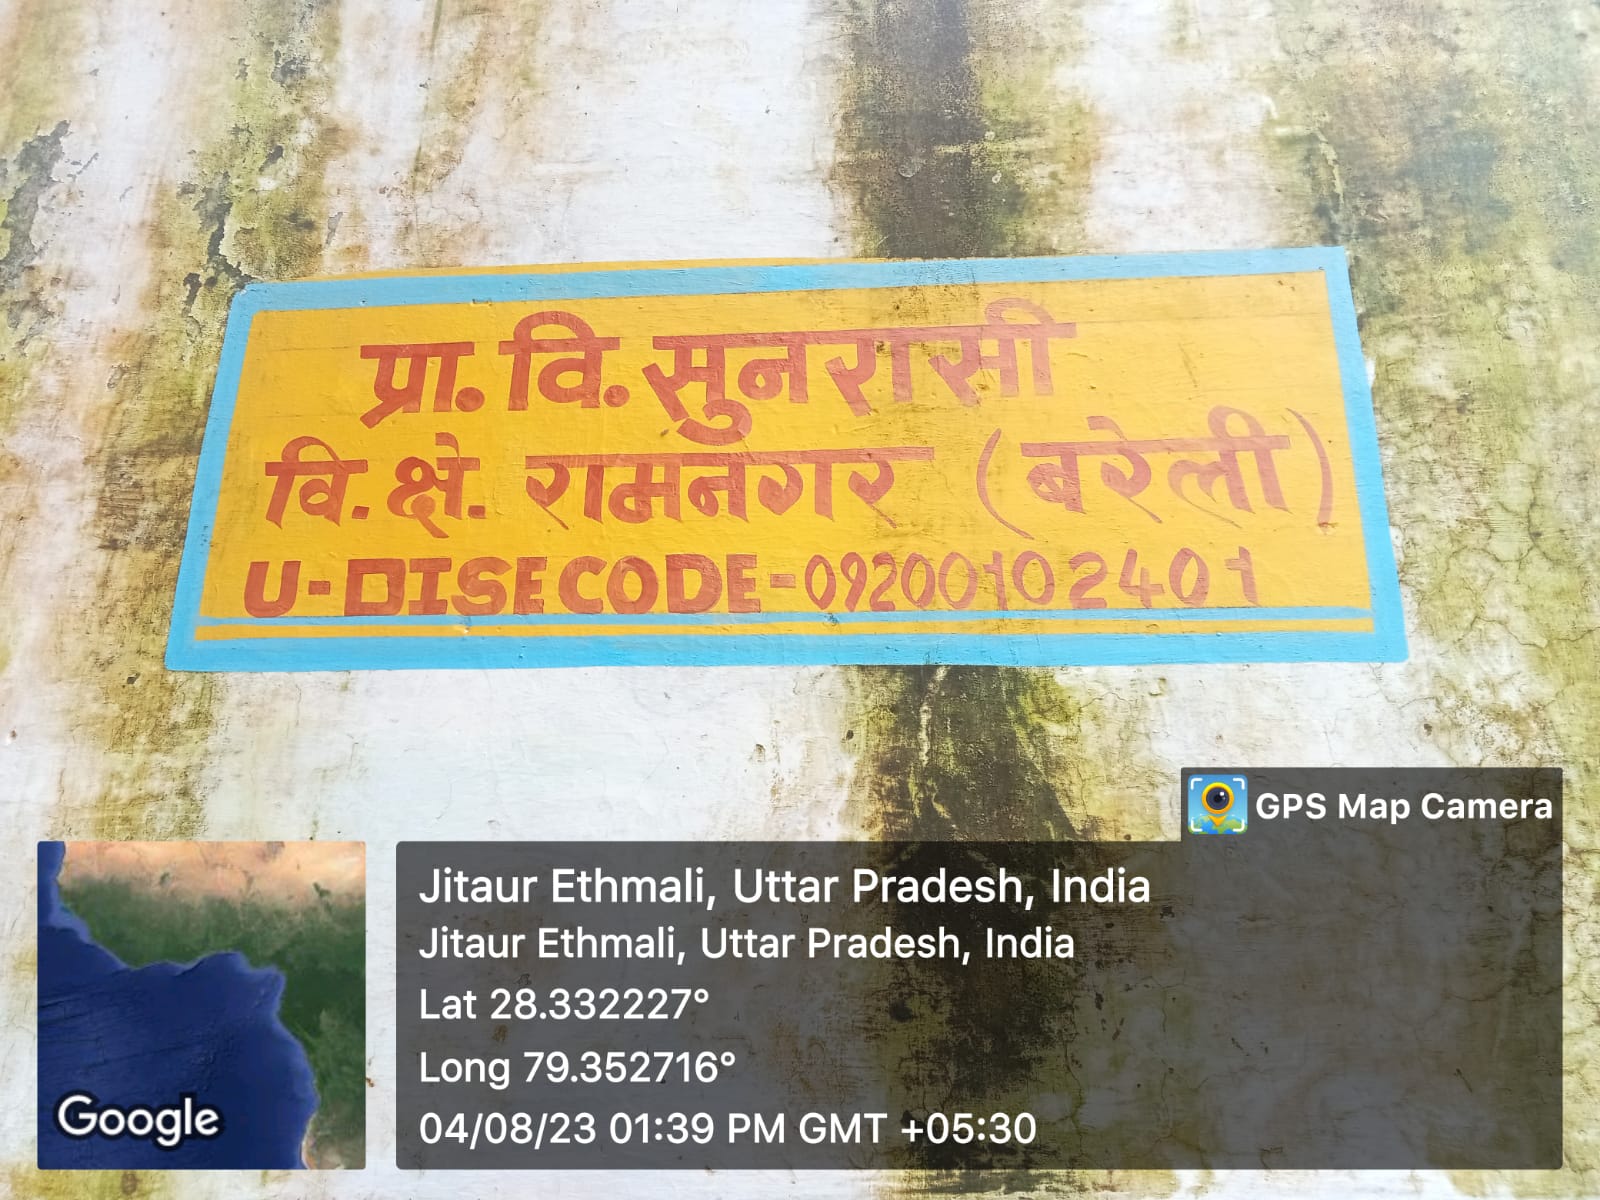 प्रा. वि. सुनरासी
वि. क्षे. रामनगर (बरेली)
U-DISE CODE-09200102401
GPS Map Camera
Jitaur Ethmali, Uttar Pradesh, India
Jitaur Ethmali, Uttar Pradesh, India
Lat 28.332227°
Long 79.352716°
04/08/23 01:39 PM GMT +05:30
Google